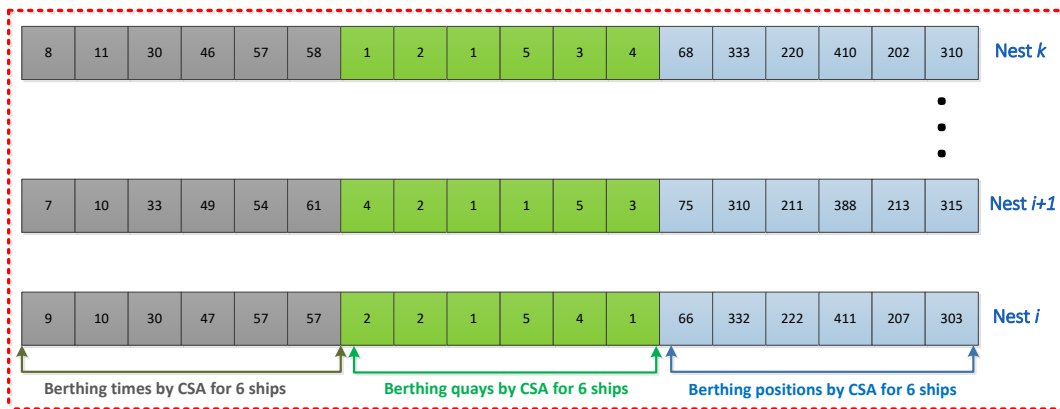 8 11 30 46 57 58 1 2 1 5 3 4 68 333 220 410 202 310 Nest k
7 10 33 49 54 61 4 2 1 1 5 3 75 310 211 388 213 315 Nest i+1
9 10 30 47 57 57 2 2 1 5 4 1 66 332 222 411 207 303 Nest i
Berthing times by CSA for 6 ships Berthing quays by CSA for 6 ships Berthing positions by CSA for 6 ships